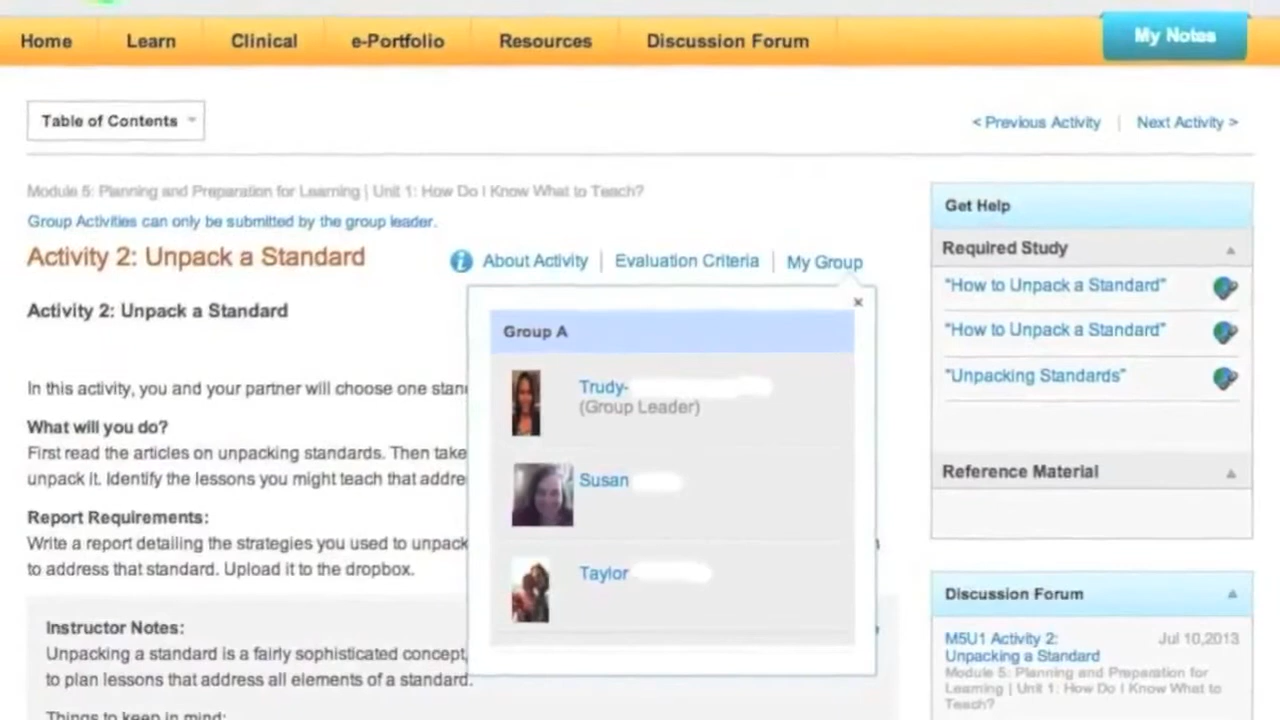 Home Learn Clinical e-Portfolio Resources Discussion Forum My Notes
Table of Contents
< Previous Activity | Next Activity >
Module 5: Planning and Preparation for Learning | Unit 1: How Do I Know What to Teach?
Group Activities can only be submitted by the group leader.
Activity 2: Unpack a Standard
About Activity | Evaluation Criteria | My Group
Activity 2: Unpack a Standard
In this activity, you and your partner will choose one
What will you do?
First read the articles on unpacking standards. Then take
unpack it. Identify the lessons you might teach that
Report Requirements:
Write a report detailing the strategies you used to unpack
to address that standard. Upload it to the dropbox.
Instructor Notes:
Unpacking a standard is a fairly sophisticated concept,
to plan lessons that address all elements of a standard.
Things to keep in mind:
×
Group A
Trudy-
(Group Leader)
Susan
Taylor
Get Help
Required Study
"How to Unpack a Standard"
"How to Unpack a Standard"
"Unpacking Standards"
Reference Material
Discussion Forum
M5U1 Activity 2: Jul 10,2013
Unpacking a Standard
Module 5: Planning and Preparation for
Learning | Unit 1: How Do I Know What to
Teach?